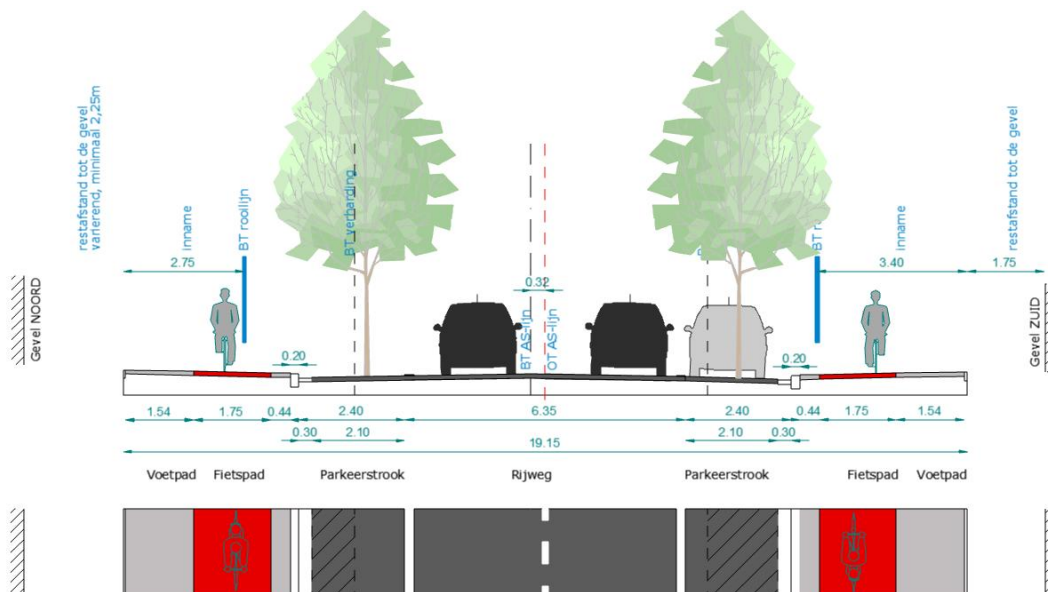 restafstand tot de gevel
varierend, minimaal 2,25m
inname
BT rooilijn
BT verharding
inname
restafstand tot de gevel
2.75
0.32
3.40
1.75
Gevel NOORD
BT AS-lijn
OT AS-lijn
Gevel ZUID
0.20
0.20
1.54
1.75
0.44
2.40
6.35
2.40
0.44
1.75
1.54
0.30
2.10
2.10
0.30
19.15
Voetpad
Fietspad
Parkeerstrook
Rijweg
Parkeerstrook
Fietspad
Voetpad